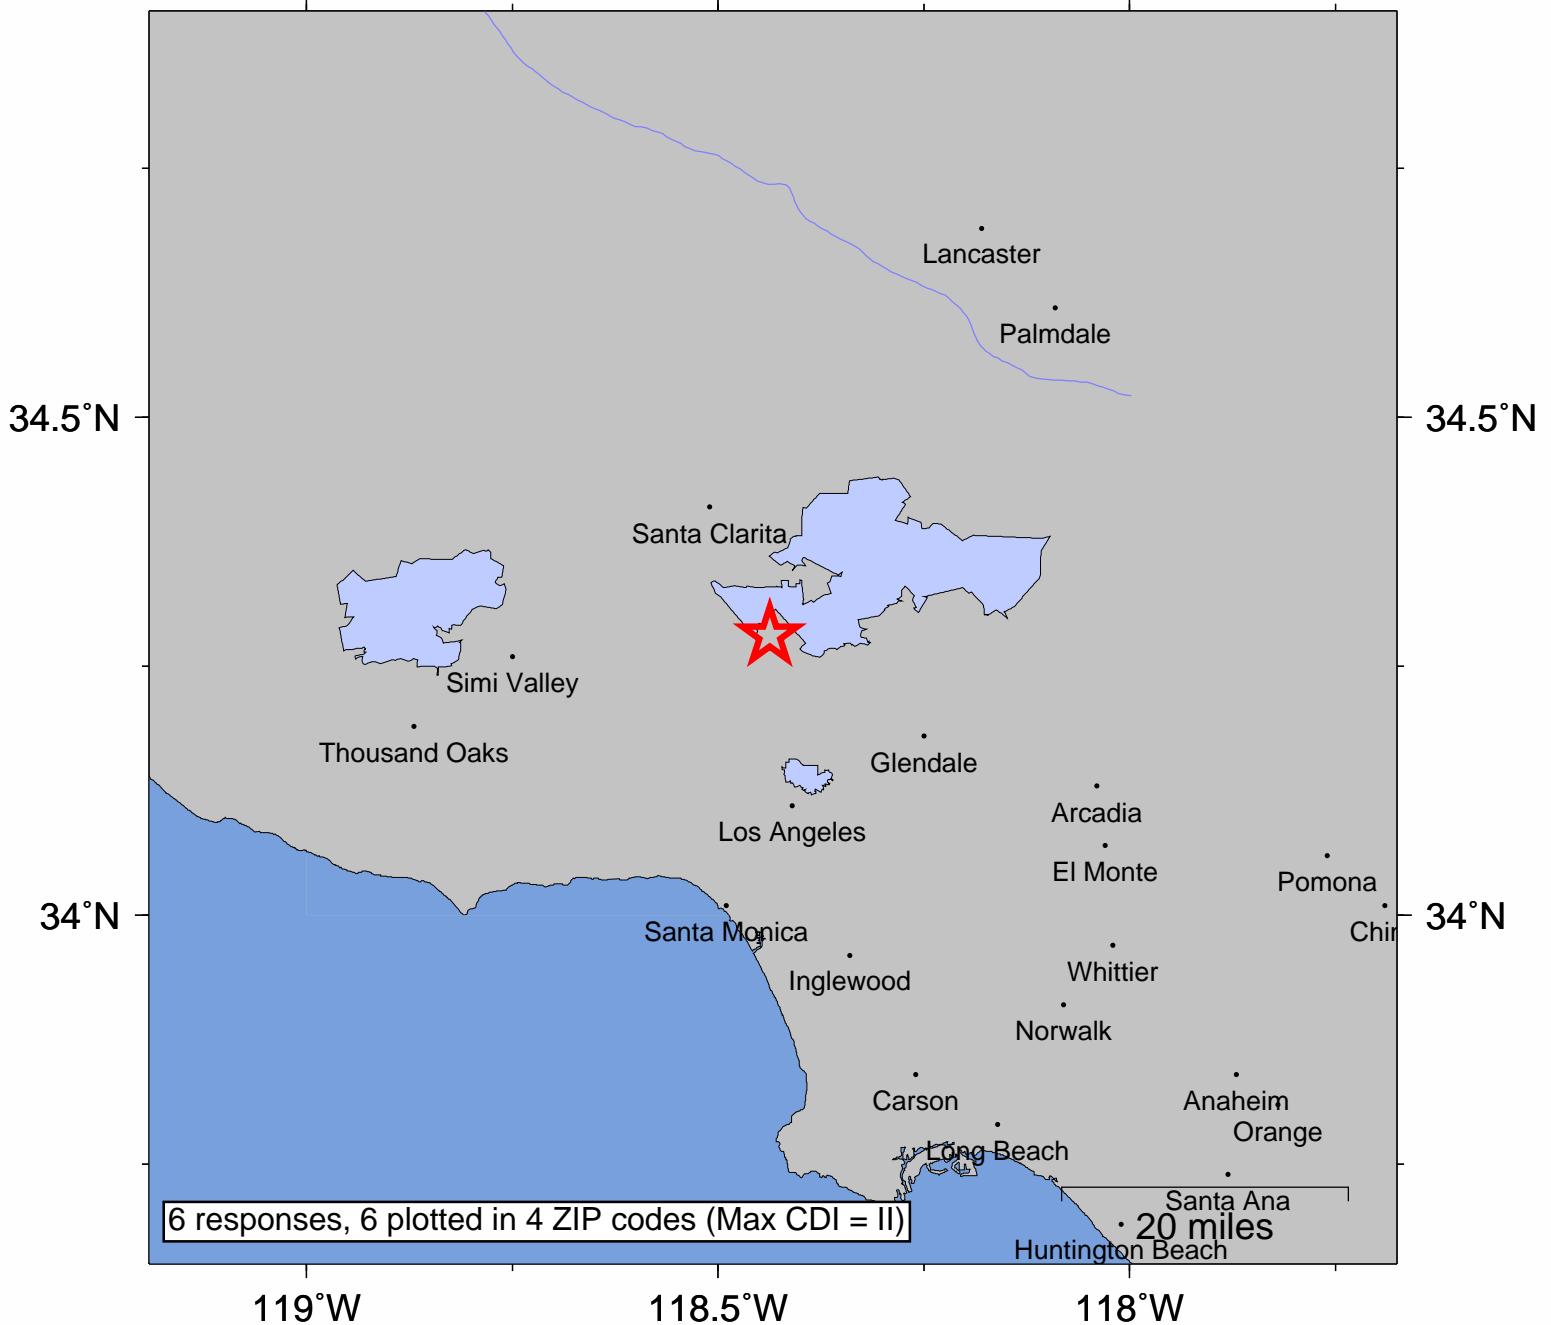 Lancaster
Palmdale
34.5°N
34.5°N
Santa Clarita
Simi Valley
Thousand Oaks
Glendale
Arcadia
Los Angeles
El Monte
Pomona
34°N
34°N
Santa Monica
Chin
Inglewood
Whittier
Norwalk
Carson
Anaheim
Orange
Long Beach
Santa Ana
6 responses, 6 plotted in 4 ZIP codes (Max CDI = II)
20 miles
Huntington Beach
119°W
118.5°W
118°W